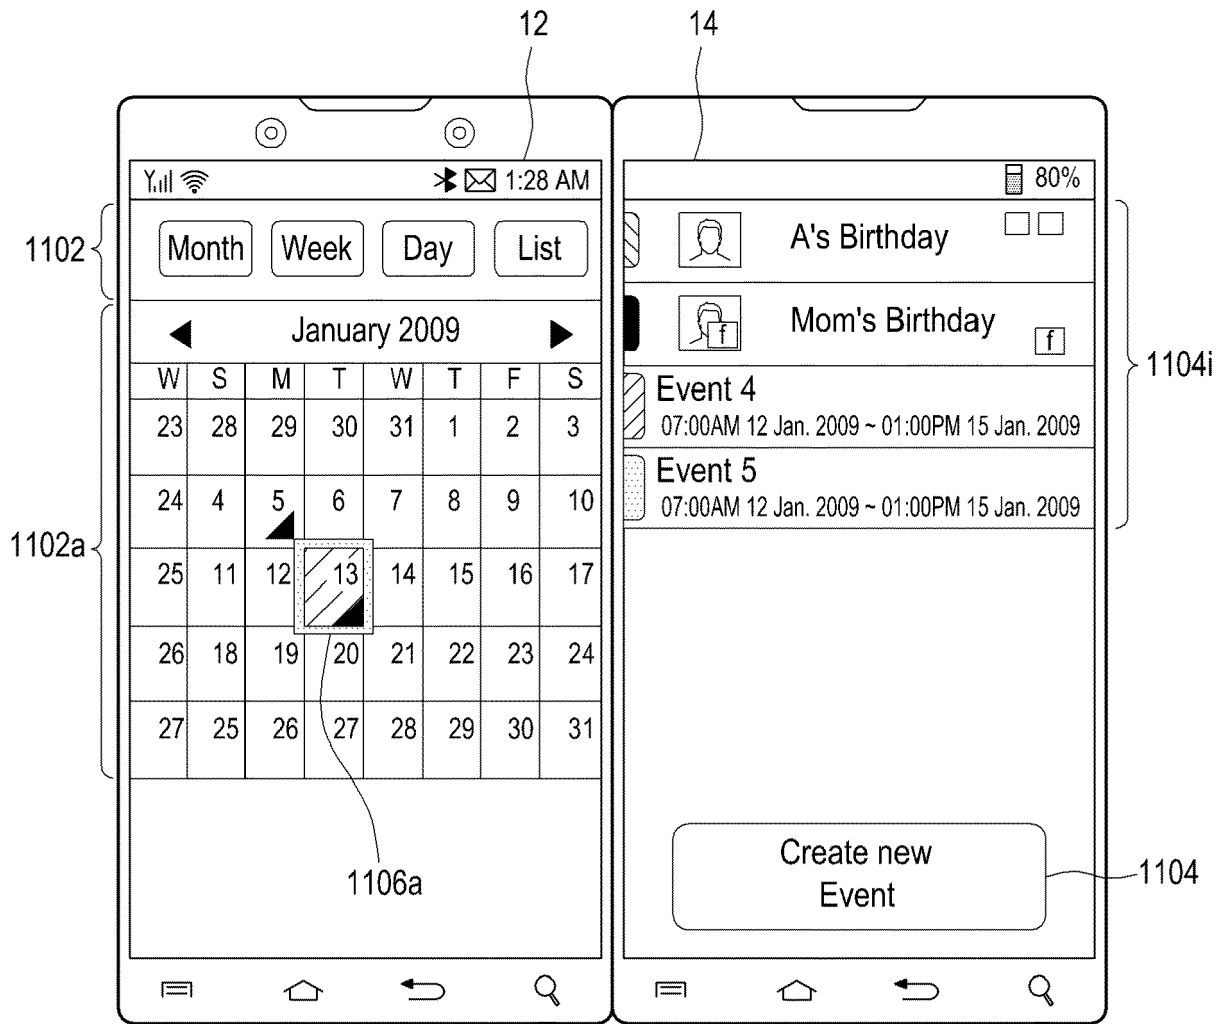 12
14
1:28 AM
80%
1102
Month Week Day List
A's Birthday
f
Mom's Birthday
f
1104i
January 2009
W S M T W T F S
Event 4
07:00AM 12 Jan. 2009 ~ 01:00PM 15 Jan. 2009
23 28 29 30 31 1 2 3
Event 5
07:00AM 12 Jan. 2009 ~ 01:00PM 15 Jan. 2009
24 4 5 6 7 8 9 10
1102a
25 11 12 13 14 15 16 17
26 18 19 20 21 22 23 24
27 25 26 27 28 29 30 31
1106a
Create new
Event
1104